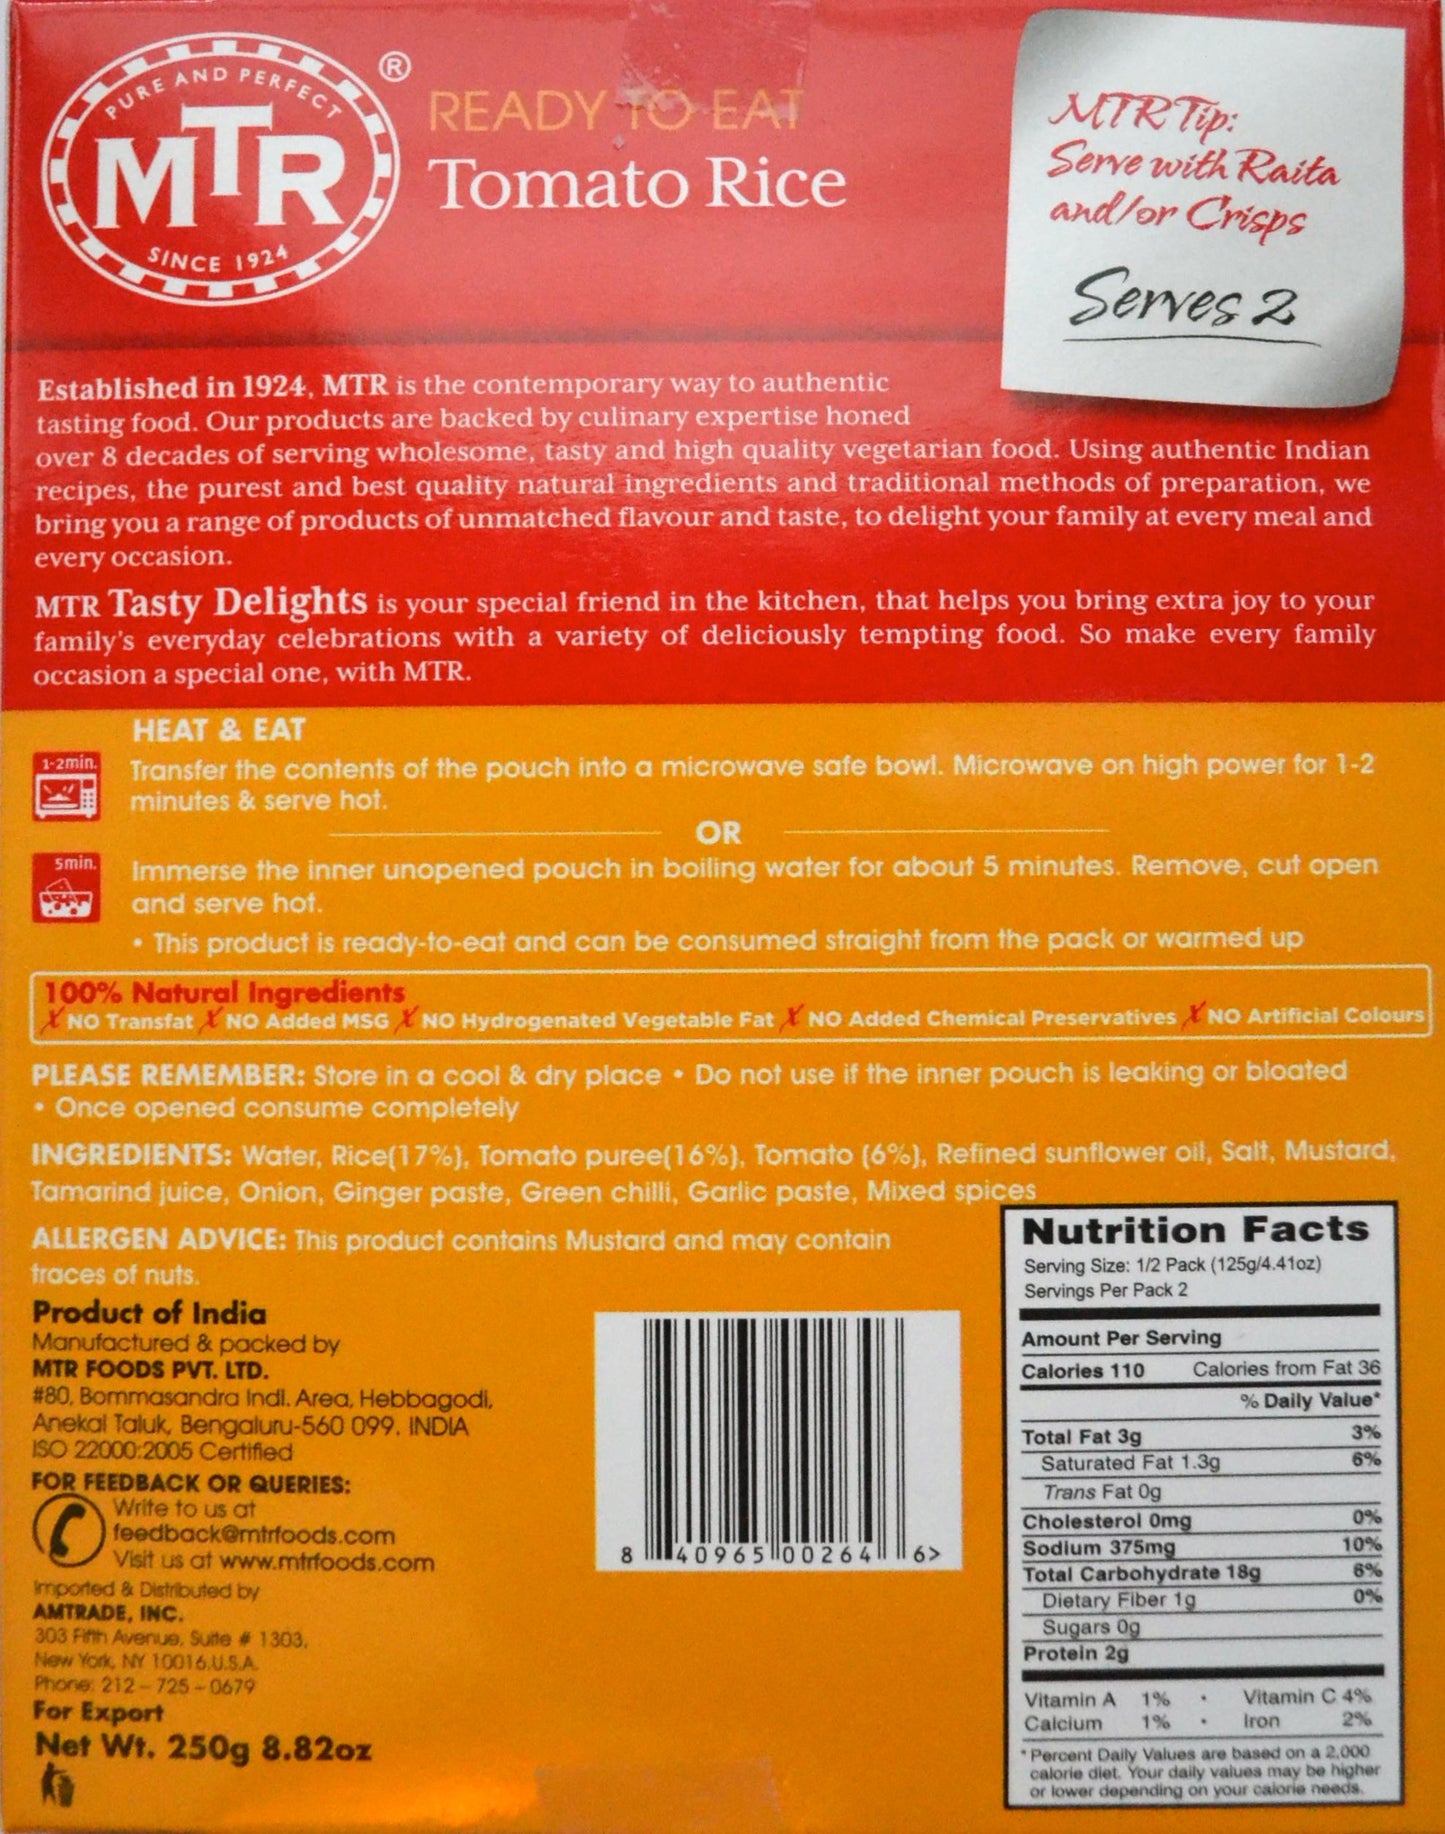 PURE AND PERFECT
MTR
SINCE 1924
®
READY TO EAT
Tomato Rice
MTR Tip:
Serve with Raita
and/or Crisps
Serves 2
Established in 1924, MTR is the contemporary way to authentic
tasting food. Our products are backed by culinary expertise honed
over 8 decades of serving wholesome, tasty and high quality vegetarian food. Using authentic Indian
recipes, the purest and best quality natural ingredients and traditional methods of preparation, we
bring you a range of products of unmatched flavour and taste, to delight your family at every meal and
every occasion.
MTR Tasty Delights is your special friend in the kitchen, that helps you bring extra joy to your
family's everyday celebrations with a variety of deliciously tempting food. So make every family
occasion a special one, with MTR.
HEAT & EAT
1-2min.
Transfer the contents of the pouch into a microwave safe bowl. Microwave on high power for 1-2
minutes & serve hot.
OR
5min.
Immerse the inner unopened pouch in boiling water for about 5 minutes. Remove, cut open
and serve hot.
• This product is ready-to-eat and can be consumed straight from the pack or warmed up
100% Natural Ingredients
✗ NO Transfat ✗ NO Added MSG ✗ NO Hydrogenated Vegetable Fat ✗ NO Added Chemical Preservatives ✗ NO Artificial Colours
PLEASE REMEMBER: Store in a cool & dry place • Do not use if the inner pouch is leaking or bloated
• Once opened consume completely
INGREDIENTS: Water, Rice(17%), Tomato puree(16%), Tomato (6%), Refined sunflower oil, Salt, Mustard,
Tamarind juice, Onion, Ginger paste, Green chilli, Garlic paste, Mixed spices
ALLERGEN ADVICE: This product contains Mustard and may contain
traces of nuts.
Product of India
Manufactured & packed by
MTR FOODS PVT. LTD.
#80, Bommasandra Indl. Area, Hebbagodi,
Anekal Taluk, Bengaluru-560 099. INDIA
ISO 22000:2005 Certified
FOR FEEDBACK OR QUERIES:
Write to us at
feedback@mtrfoods.com
Visit us at www.mtrfoods.com
Imported & Distributed by
AMTRADE, INC.
303 Fifth Avenue, Suite # 1303,
New York, NY 10016.U.S.A.
Phone: 212 - 725 - 0679
For Export
Net Wt. 250g 8.82oz
8 40965 00264 6>
Nutrition Facts
Serving Size: 1/2 Pack (125g/4.41oz)
Servings Per Pack 2
Amount Per Serving
Calories 110 Calories from Fat 36
% Daily Value*
Total Fat 3g 3%
Saturated Fat 1.3g 6%
Trans Fat 0g
Cholesterol 0mg 0%
Sodium 375mg 10%
Total Carbohydrate 18g 6%
Dietary Fiber 1g 0%
Sugars 0g
Protein 2g
Vitamin A 1% • Vitamin C 4%
Calcium 1% • Iron 2%
* Percent Daily Values are based on a 2,000
calorie diet. Your daily values may be higher
or lower depending on your calorie needs.